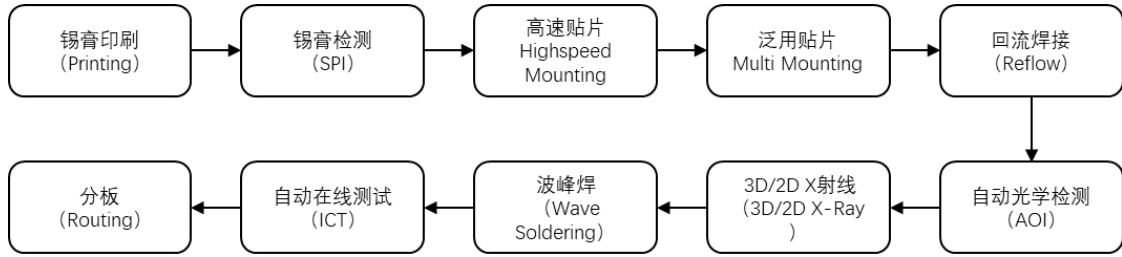 锡膏印刷
（Printing）
锡膏检测
（SPI）
高速贴片
Highspeed
Mounting
泛用贴片
Multi Mounting
回流焊接
（Reflow）
分板
（Routing）
自动在线测试
（ICT）
波峰焊
（Wave
Soldering）
3D/2D X射线
（3D/2D X-Ray
）
自动光学检测
（AOI）